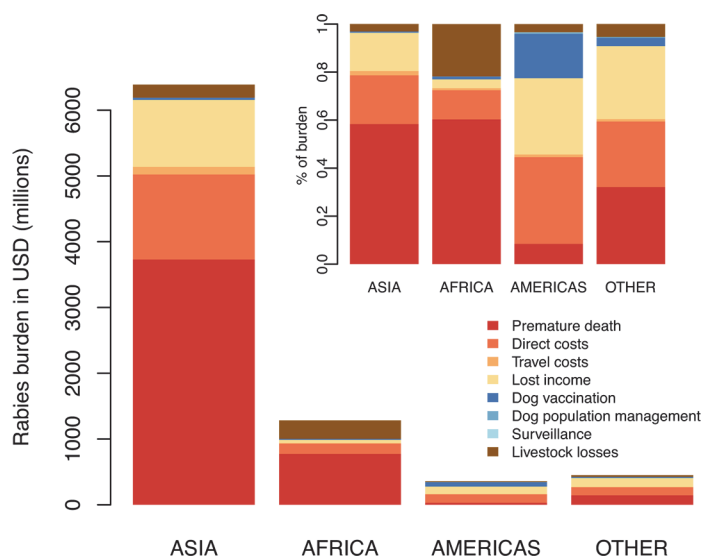 Rabies burden in USD (millions)
6000
5000
4000
3000
2000
1000
0
ASIA
AFRICA
AMERICAS
OTHER
% of burden
1.0
0.8
0.6
0.4
0.2
0.0
ASIA
AFRICA
AMERICAS
OTHER
Premature death
Direct costs
Travel costs
Lost income
Dog vaccination
Dog population management
Surveillance
Livestock losses